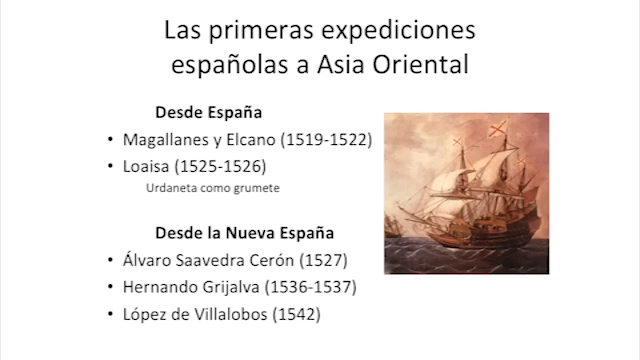 Las primeras expediciones
españolas a Asia Oriental
Desde España
• Magallanes y Elcano (1519-1522)
• Loaisa (1525-1526)
Urdaneta como grumete
Desde la Nueva España
• Álvaro Saavedra Cerón (1527)
• Hernando Grijalva (1536-1537)
• López de Villalobos (1542)